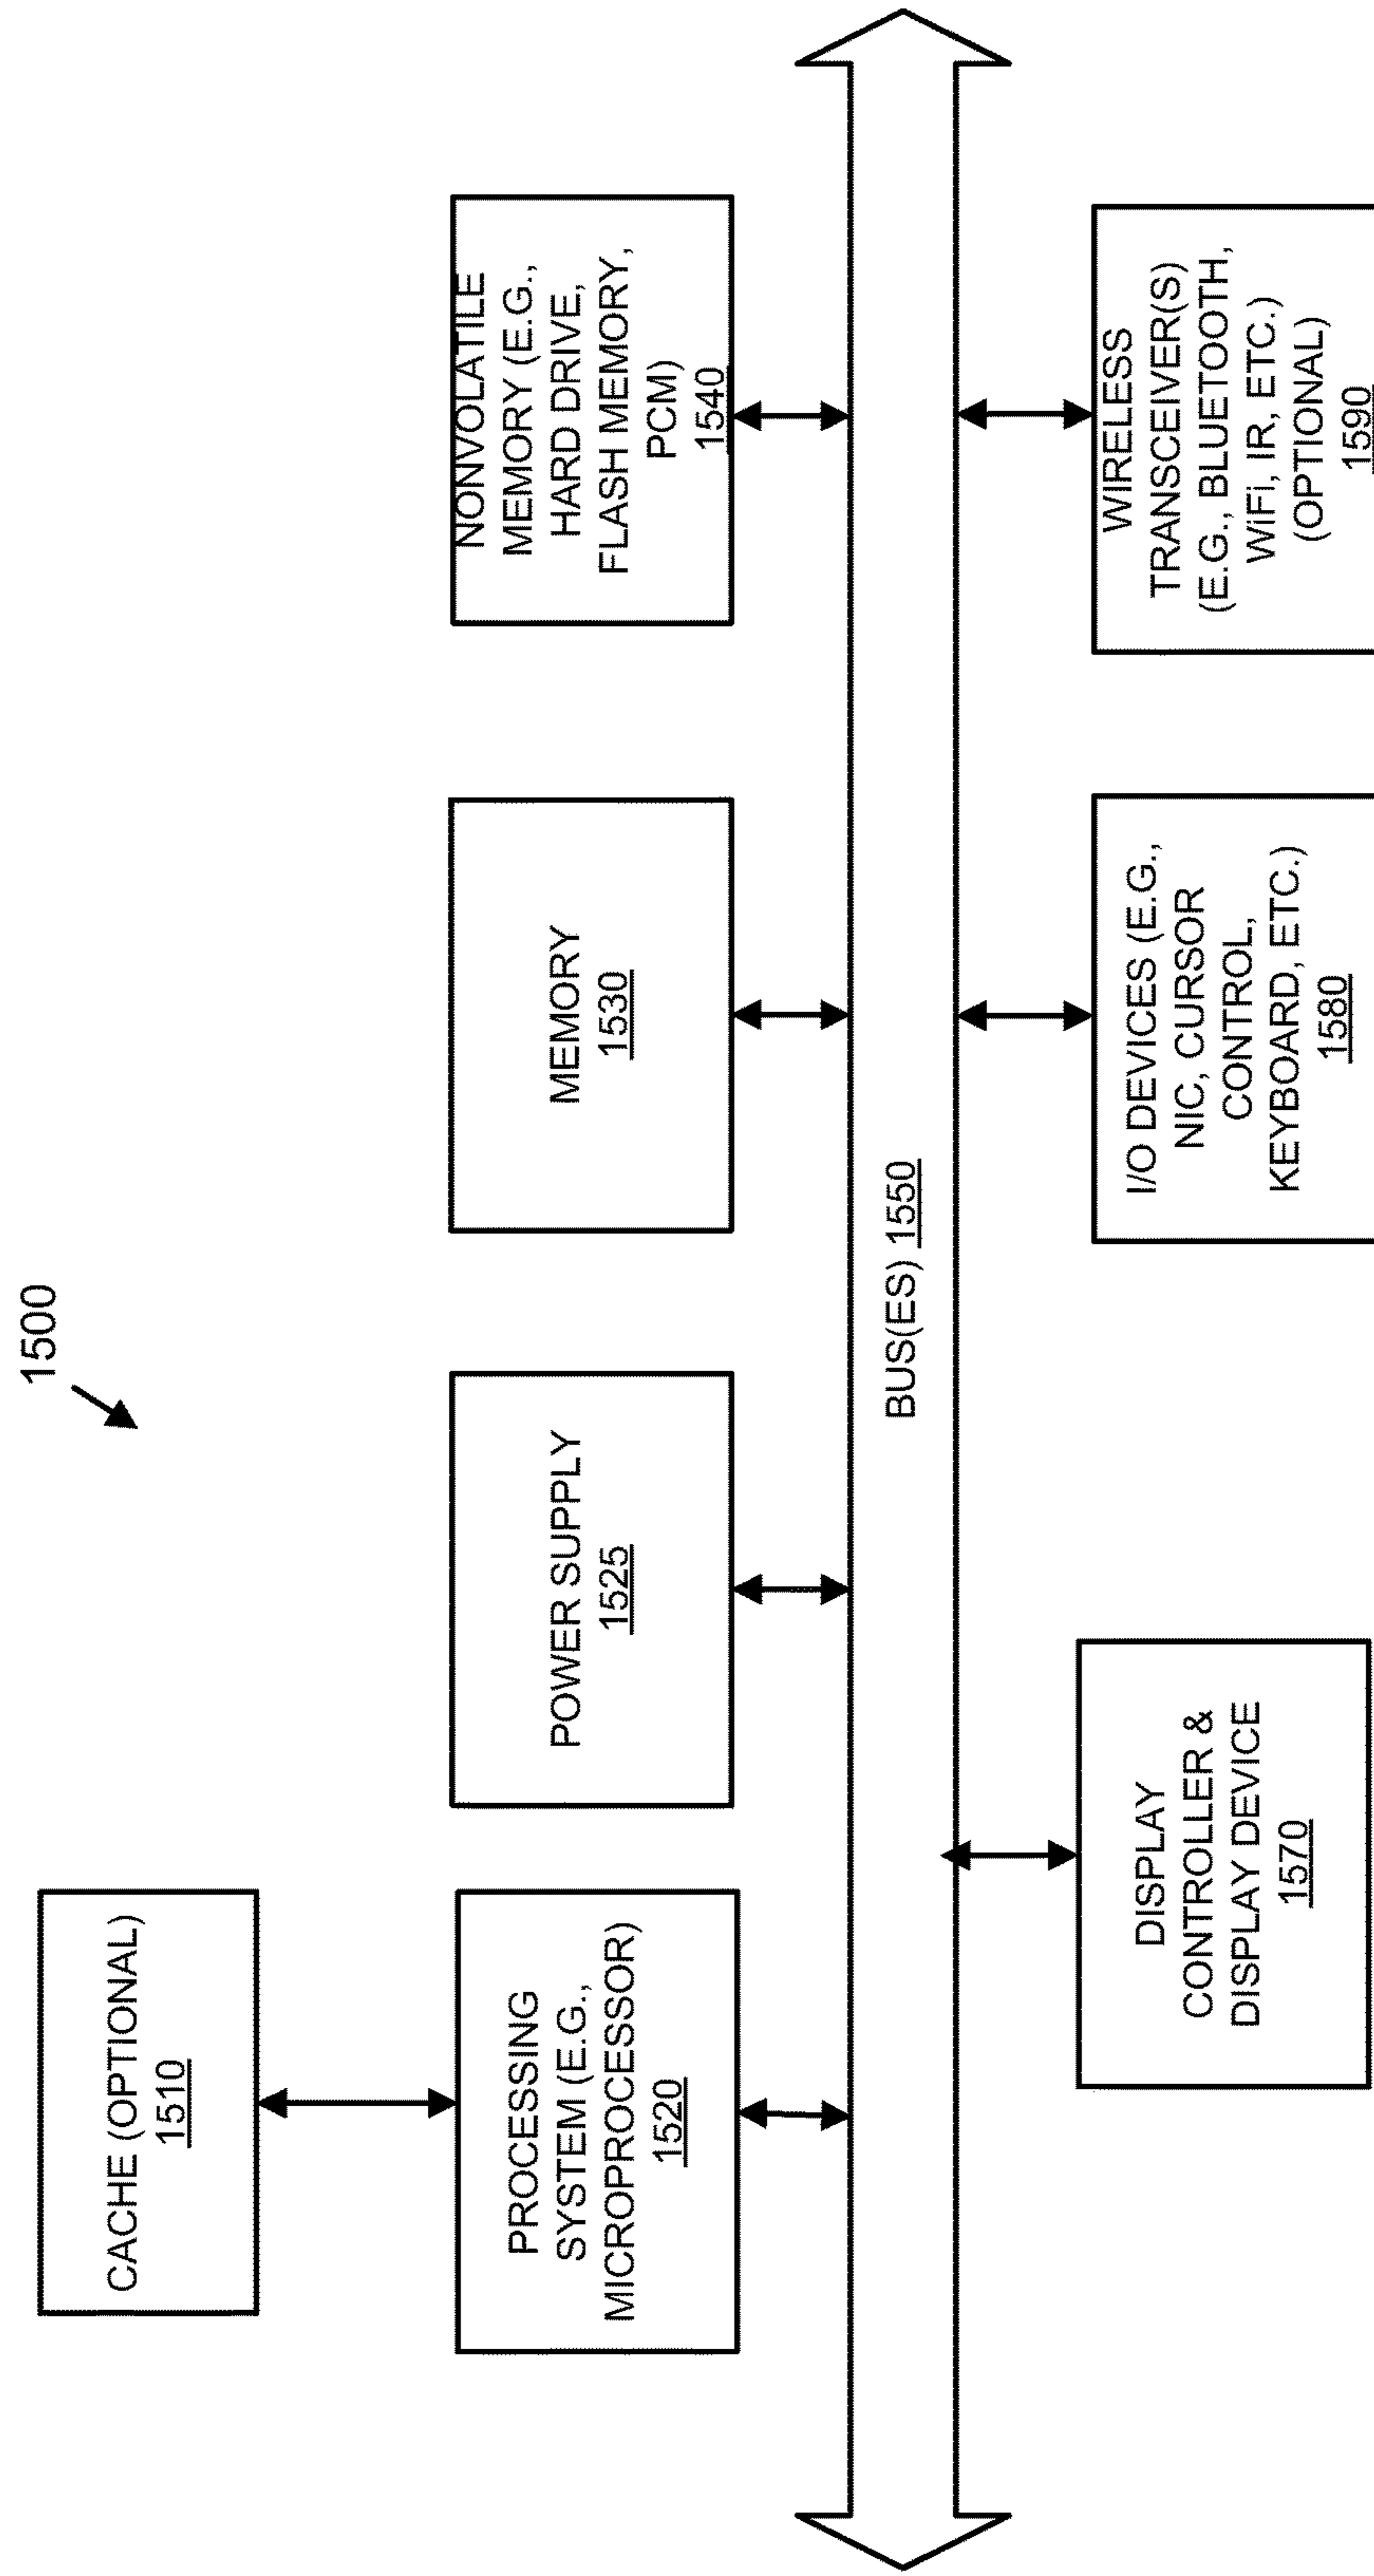 1500
CACHE (OPTIONAL)
1510
PROCESSING
SYSTEM (E.G.,
MICROPROCESSOR)
1520
POWER SUPPLY
1525
MEMORY
1530
NONVOLATILE
MEMORY (E.G.,
HARD DRIVE,
FLASH MEMORY,
PCM)
1540
BUS(ES) 1550
DISPLAY
CONTROLLER &
DISPLAY DEVICE
1570
I/O DEVICES (E.G.,
NIC, CURSOR
CONTROL,
KEYBOARD, ETC.)
1580
WIRELESS
TRANSCEIVER(S)
(E.G., BLUETOOTH,
WiFi, IR, ETC.)
(OPTIONAL)
1590